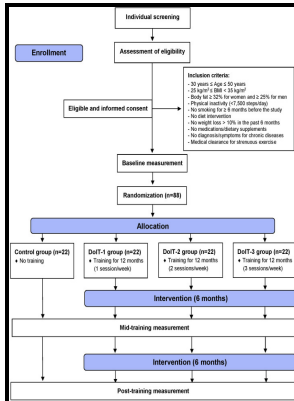 Individual screening
Enrollment
Assessment of eligibility
Inclusion criteria:
- 30 years ≤ Age ≤ 50 years
- 25 kg/m² ≤ BMI < 35 kg/m²
- Body fat ≥ 32% for women and ≥ 25% for men
- Physical inactivity (<7,500 steps/day)
- No smoking for ≥ 6 months before the study
- No diet intervention
- No weight loss > 10% in the past 6 months
- No medications/dietary supplements
- No diagnosis/symptoms for chronic diseases
- Medical clearance for strenuous exercise
Eligible and informed consent
Baseline measurement
Randomization (n=88)
Allocation
Control group (n=22)
♦ No training
DoIT-1 group (n=22)
♦ Training for 12 months
(1 session/week)
DoIT-2 group (n=22)
♦ Training for 12 months
(2 sessions/week)
DoIT-3 group (n=22)
♦ Training for 12 months
(3 sessions/week)
Intervention (6 months)
Mid-training measurement
Intervention (6 months)
Post-training measurement